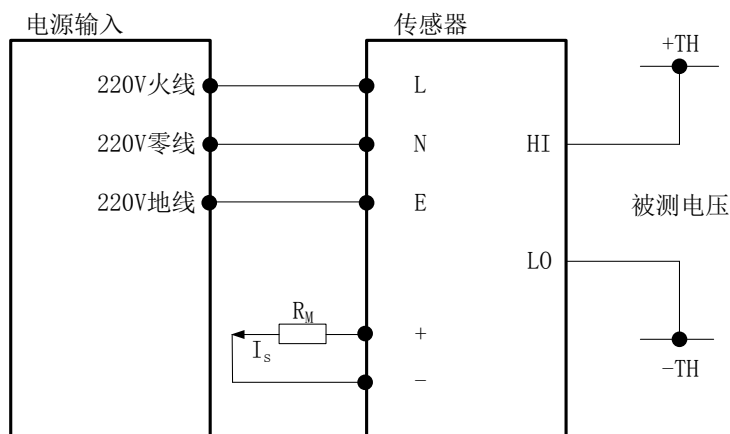 电源输入
传感器
+TH
220V火线
L
220V零线
N
HI
220V地线
E
被测电压
LO
R_M
+
I_s
-
-TH